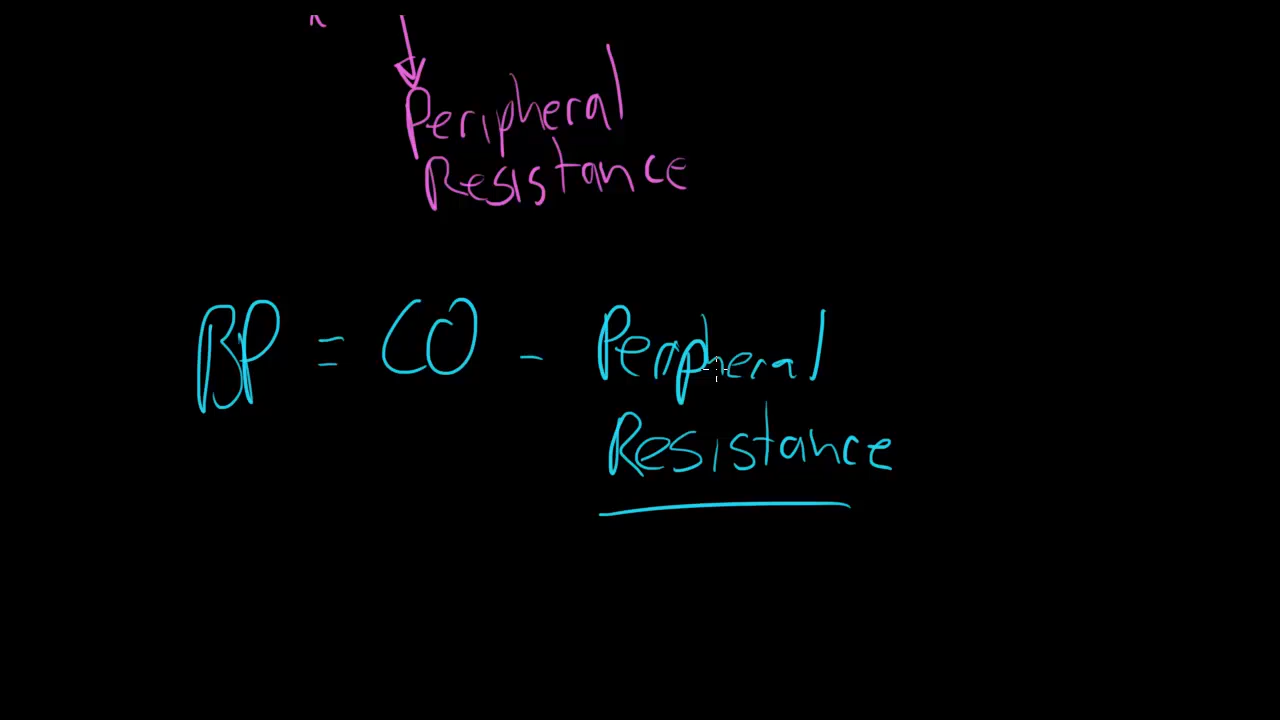 Peripheral
Resistance
BP = CO - Peripheral
Resistance